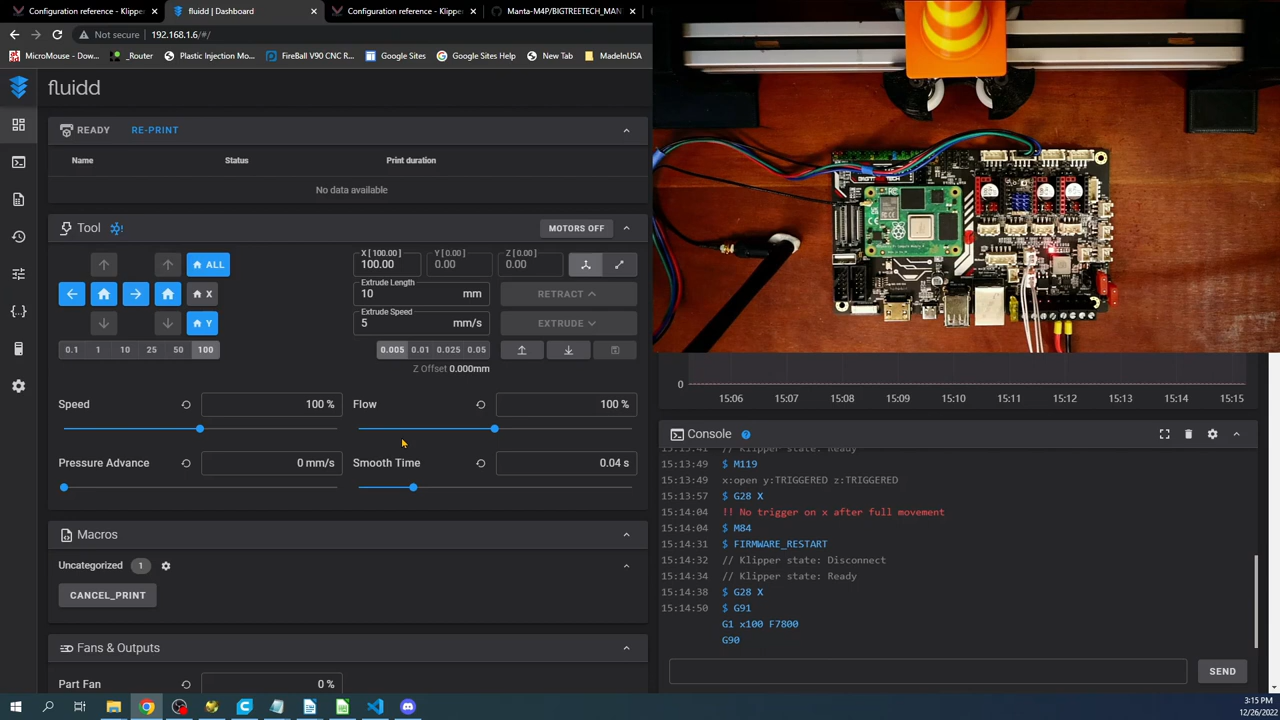 Configuration reference - Klipper
fluidd | Dashboard
Configuration reference - Klipper
Manta-M4P/BIGTREETECH_MAN
Not secure
192.168.1.6/#/
MicroMicrow...
_Router
Plastic Injection Mo...
FireBall V90 CNC R...
Google Sites
Google Sites Help
New Tab
MadeInUSA
fluidd
READY
RE-PRINT
Name
Status
Print duration
No data available
Tool
MOTORS OFF
ALL
X
Y
X [100.00]
100.00
Y [0.00]
0.00
Z [0.00]
0.00
Extrude Length
10
mm
RETRACT
Extrude Speed
5
mm/s
EXTRUDE
0.1
1
10
25
50
100
0.005
0.01
0.025
0.05
Z Offset 0.000mm
Speed
100 %
Flow
100 %
Pressure Advance
0 mm/s
Smooth Time
0.04 s
Macros
Unsategorized
1
CANCEL_PRINT
Fans & Outputs
Part Fan
0 %
0
15:06
15:07
15:08
15:09
15:10
15:11
15:12
15:13
15:14
15:15
Console
// Klipper state: Ready
15:13:49 $ M119
15:13:49 x:open y:TRIGGERED z:TRIGGERED
15:13:57 $ G28 X
15:14:04 !! No trigger on x after full movement
15:14:04 $ M84
15:14:31 $ FIRMWARE_RESTART
15:14:32 // Klipper state: Disconnect
15:14:34 // Klipper state: Ready
15:14:38 $ G28 X
15:14:50 $ G91
G1 x100 F7800
G90
SEND
3:15 PM
12/26/2022